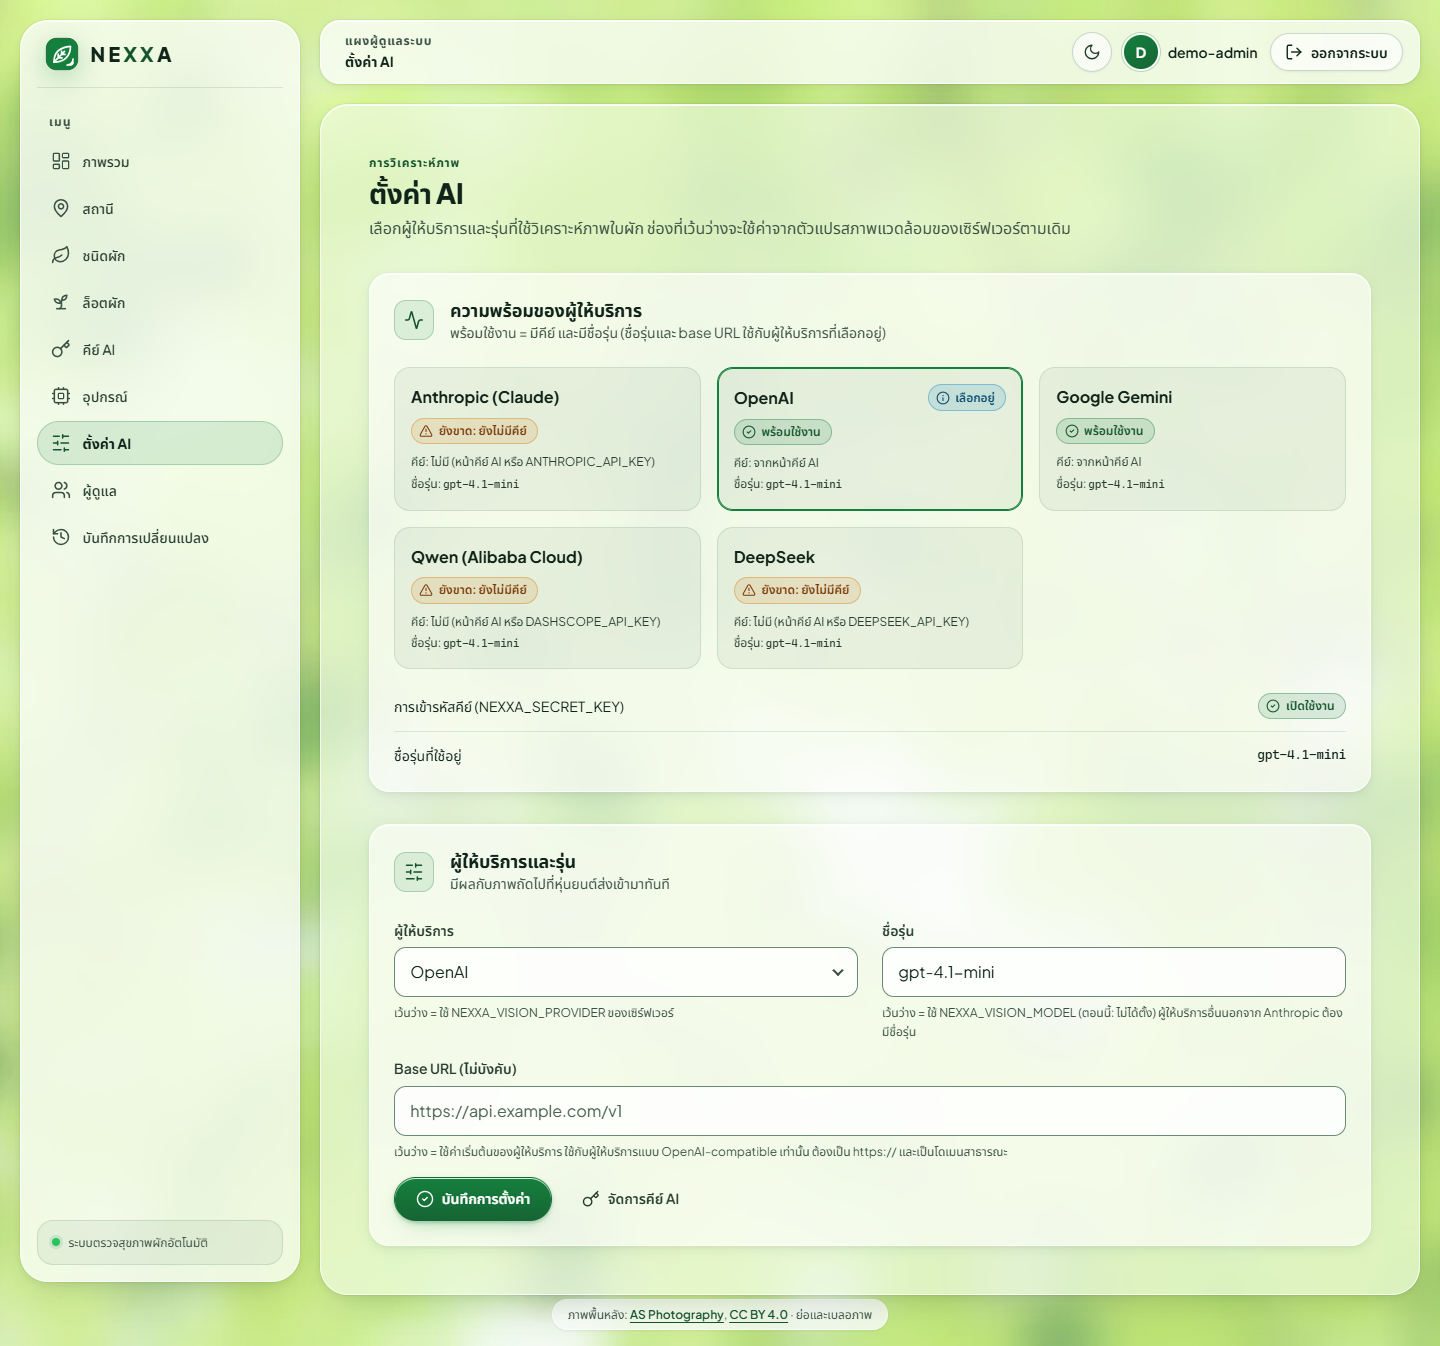 NEXXA
เมนู
ภาพรวม
สถานี
ชนิดผัก
ล็อตผัก
คีย์ AI
อุปกรณ์
ตั้งค่า AI
ผู้ดูแล
บันทึกการเปลี่ยนแปลง
ระบบตรวจสุขภาพผักอัตโนมัติ
แผงผู้ดูแลระบบ
ตั้งค่า AI
D demo-admin ออกจากระบบ
การวิเคราะห์ภาพ
ตั้งค่า AI
เลือกผู้ให้บริการและรุ่นที่ใช้วิเคราะห์ภาพใบผัก ช่องที่เว้นว่างจะใช้ค่าจากตัวแปรสภาพแวดล้อมของเซิร์ฟเวอร์ตามเดิม
ความพร้อมของผู้ให้บริการ
พร้อมใช้งาน = มีคีย์ และมีชื่อรุ่น (ชื่อรุ่นและ base URL ใช้กับผู้ให้บริการที่เลือกอยู่)
Anthropic (Claude)
ยังขาด: ยังไม่มีคีย์
คีย์: ไม่มี (หน้าคีย์ AI หรือ ANTHROPIC_API_KEY)
ชื่อรุ่น: gpt-4.1-mini
OpenAI เลือกอยู่
พร้อมใช้งาน
คีย์: จากหน้าคีย์ AI
ชื่อรุ่น: gpt-4.1-mini
Google Gemini
พร้อมใช้งาน
คีย์: จากหน้าคีย์ AI
ชื่อรุ่น: gpt-4.1-mini
Qwen (Alibaba Cloud)
ยังขาด: ยังไม่มีคีย์
คีย์: ไม่มี (หน้าคีย์ AI หรือ DASHSCOPE_API_KEY)
ชื่อรุ่น: gpt-4.1-mini
DeepSeek
ยังขาด: ยังไม่มีคีย์
คีย์: ไม่มี (หน้าคีย์ AI หรือ DEEPSEEK_API_KEY)
ชื่อรุ่น: gpt-4.1-mini
การเข้ารหัสคีย์ (NEXXA_SECRET_KEY) เปิดใช้งาน
ชื่อรุ่นที่ใช้อยู่ gpt-4.1-mini
ผู้ให้บริการและรุ่น
มีผลกับภาพถัดไปที่หุ่นยนต์ส่งเข้ามาทันที
ผู้ให้บริการ
OpenAI
เว้นว่าง = ใช้ NEXXA_VISION_PROVIDER ของเซิร์ฟเวอร์
ชื่อรุ่น
gpt-4.1-mini
เว้นว่าง = ใช้ NEXXA_VISION_MODEL (ตอนนี้: ไม่ได้ตั้ง) ผู้ให้บริการอื่นนอกจาก Anthropic ต้อง
มีชื่อรุ่น
Base URL (ไม่บังคับ)
https://api.example.com/v1
เว้นว่าง = ใช้ค่าเริ่มต้นของผู้ให้บริการ ใช้กับผู้ให้บริการแบบ OpenAI-compatible เท่านั้น ต้องเป็น https:// และเป็นโดเมนสาธารณะ
บันทึกการตั้งค่า จัดการคีย์ AI
ภาพพื้นหลัง: AS Photography, CC BY 4.0 · ย่อและเบลอภาพ